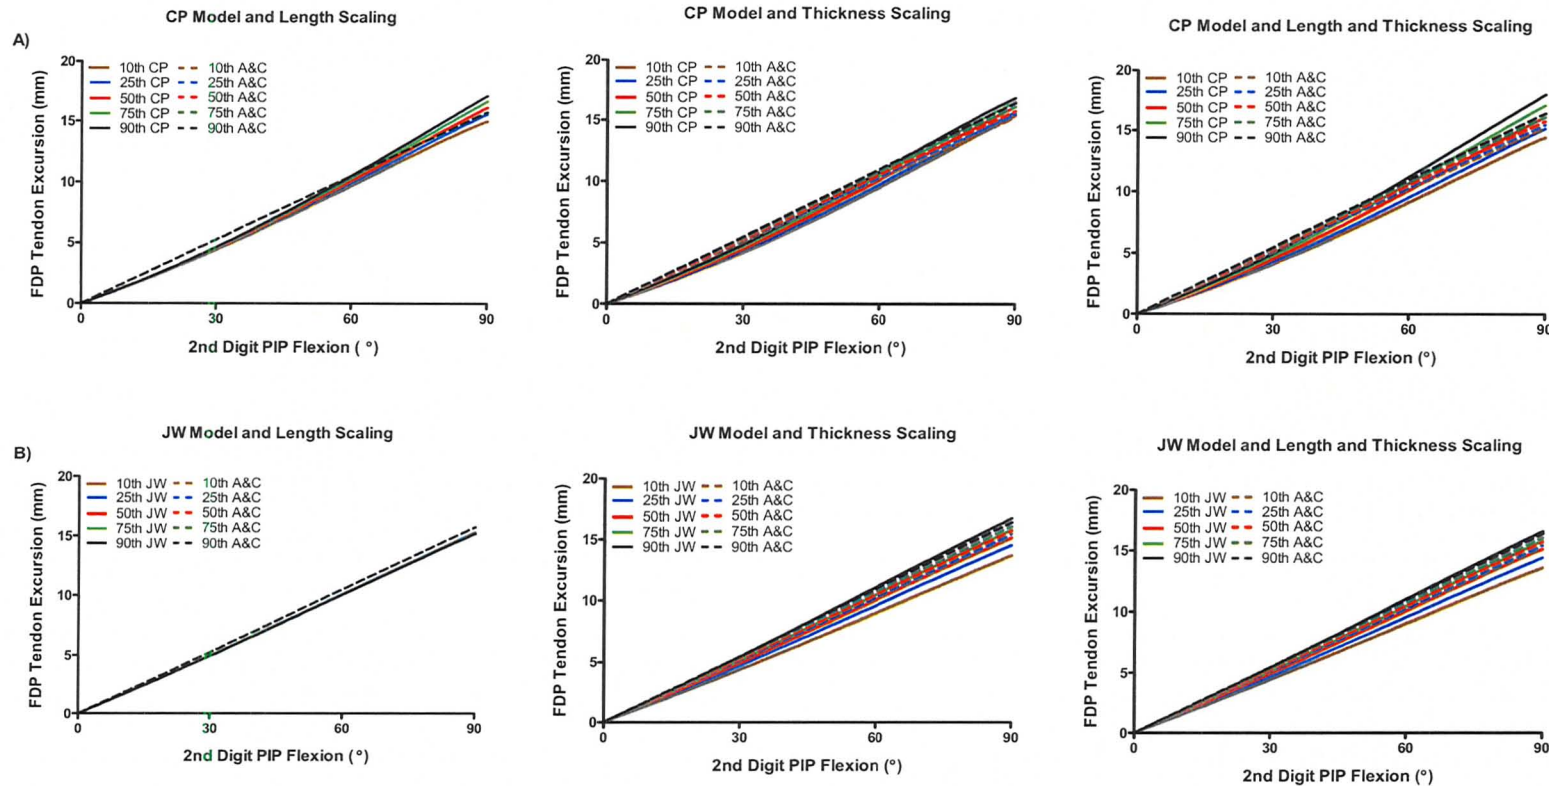 A)
CP Model and Length Scaling
FDP Tendon Excursion (mm)
20
15
10
5
0
10th CP 10th A&C
25th CP 25th A&C
50th CP 50th A&C
75th CP 75th A&C
90th CP 90th A&C
0 30 60 90
2nd Digit PIP Flexion ( °)
CP Model and Thickness Scaling
FDP Tendon Excursion (mm)
20
15
10
5
0
10th CP 10th A&C
25th CP 25th A&C
50th CP 50th A&C
75th CP 75th A&C
90th CP 90th A&C
0 30 60 90
2nd Digit PIP Flexion (°)
CP Model and Length and Thickness Scaling
FDP Tendon Excursion (mm)
20
15
10
5
0
10th CP 10th A&C
25th CP 25th A&C
50th CP 50th A&C
75th CP 75th A&C
90th CP 90th A&C
0 30 60 90
2nd Digit PIP Flexion (°)
B)
JW Model and Length Scaling
FDP Tendon Excursion (mm)
20
15
10
5
0
10th JW 10th A&C
25th JW 25th A&C
50th JW 50th A&C
75th JW 75th A&C
90th JW 90th A&C
0 30 60 90
2nd Digit PIP Flexion (°)
JW Model and Thickness Scaling
FDP Tendon Excursion (mm)
20
15
10
5
0
10th JW 10th A&C
25th JW 25th A&C
50th JW 50th A&C
75th JW 75th A&C
90th JW 90th A&C
0 30 60 90
2nd Digit PIP Flexion (°)
JW Model and Length and Thickness Scaling
FDP Tendon Excursion (mm)
20
15
10
5
0
10th JW 10th A&C
25th JW 25th A&C
50th JW 50th A&C
75th JW 75th A&C
90th JW 90th A&C
0 30 60 90
2nd Digit PIP Flexion (°)